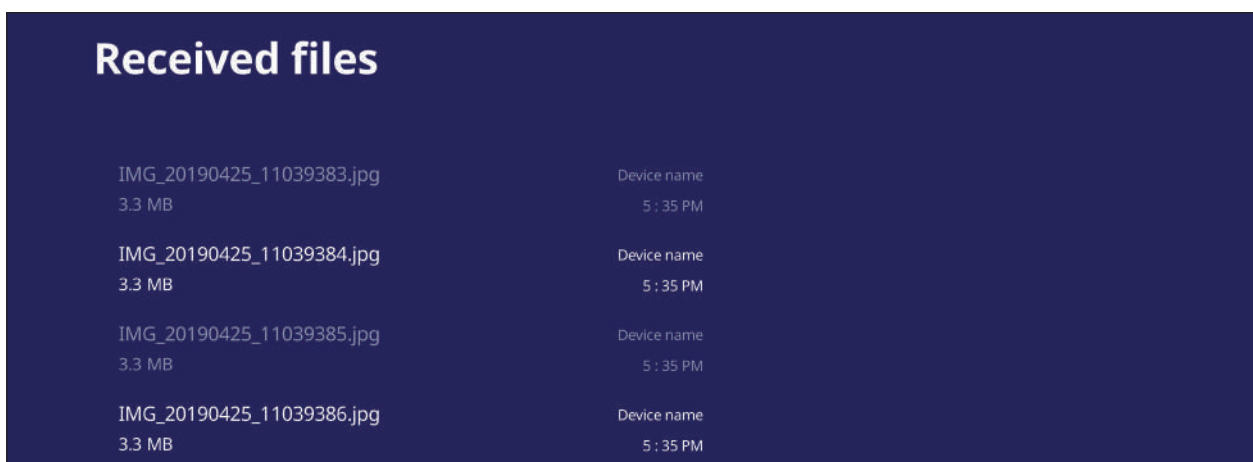 Received files
IMG_20190425_11039383.jpg Device name
3.3 MB 5 : 35 PM
IMG_20190425_11039384.jpg Device name
3.3 MB 5 : 35 PM
IMG_20190425_11039385.jpg Device name
3.3 MB 5 : 35 PM
IMG_20190425_11039386.jpg Device name
3.3 MB 5 : 35 PM